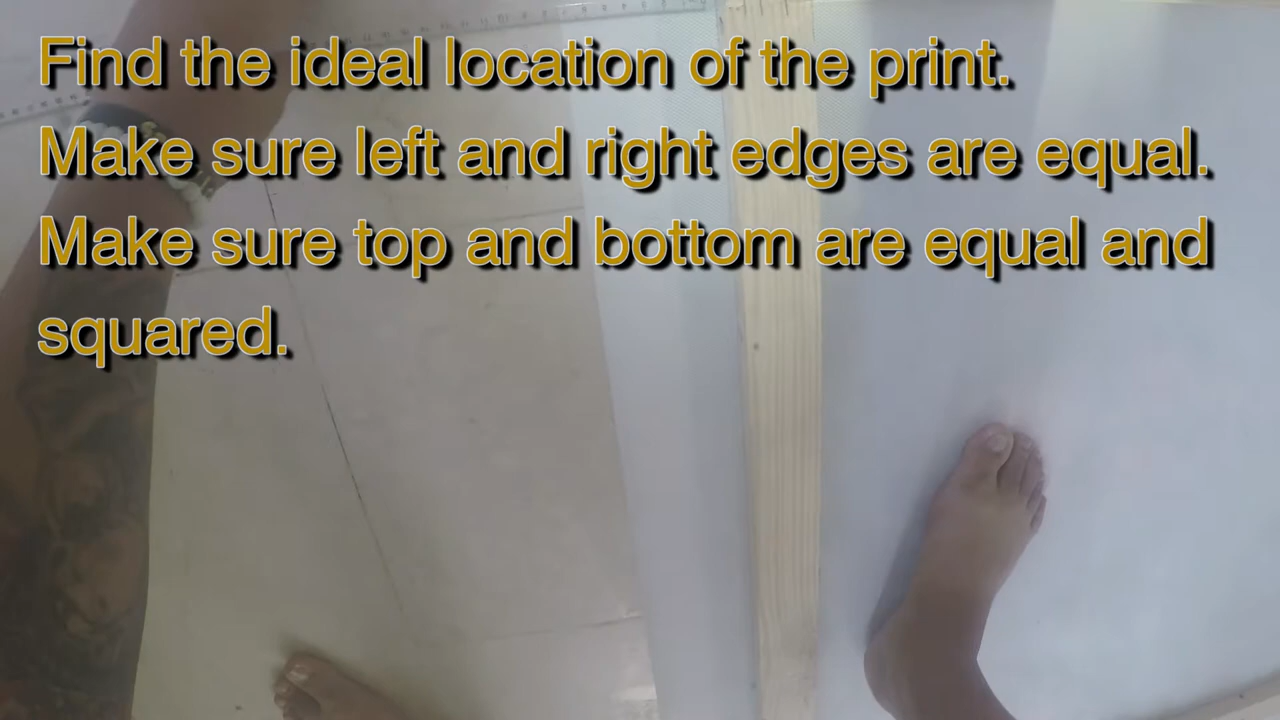 Find the ideal location of the print.
Make sure left and right edges are equal.
Make sure top and bottom are equal and
squared.